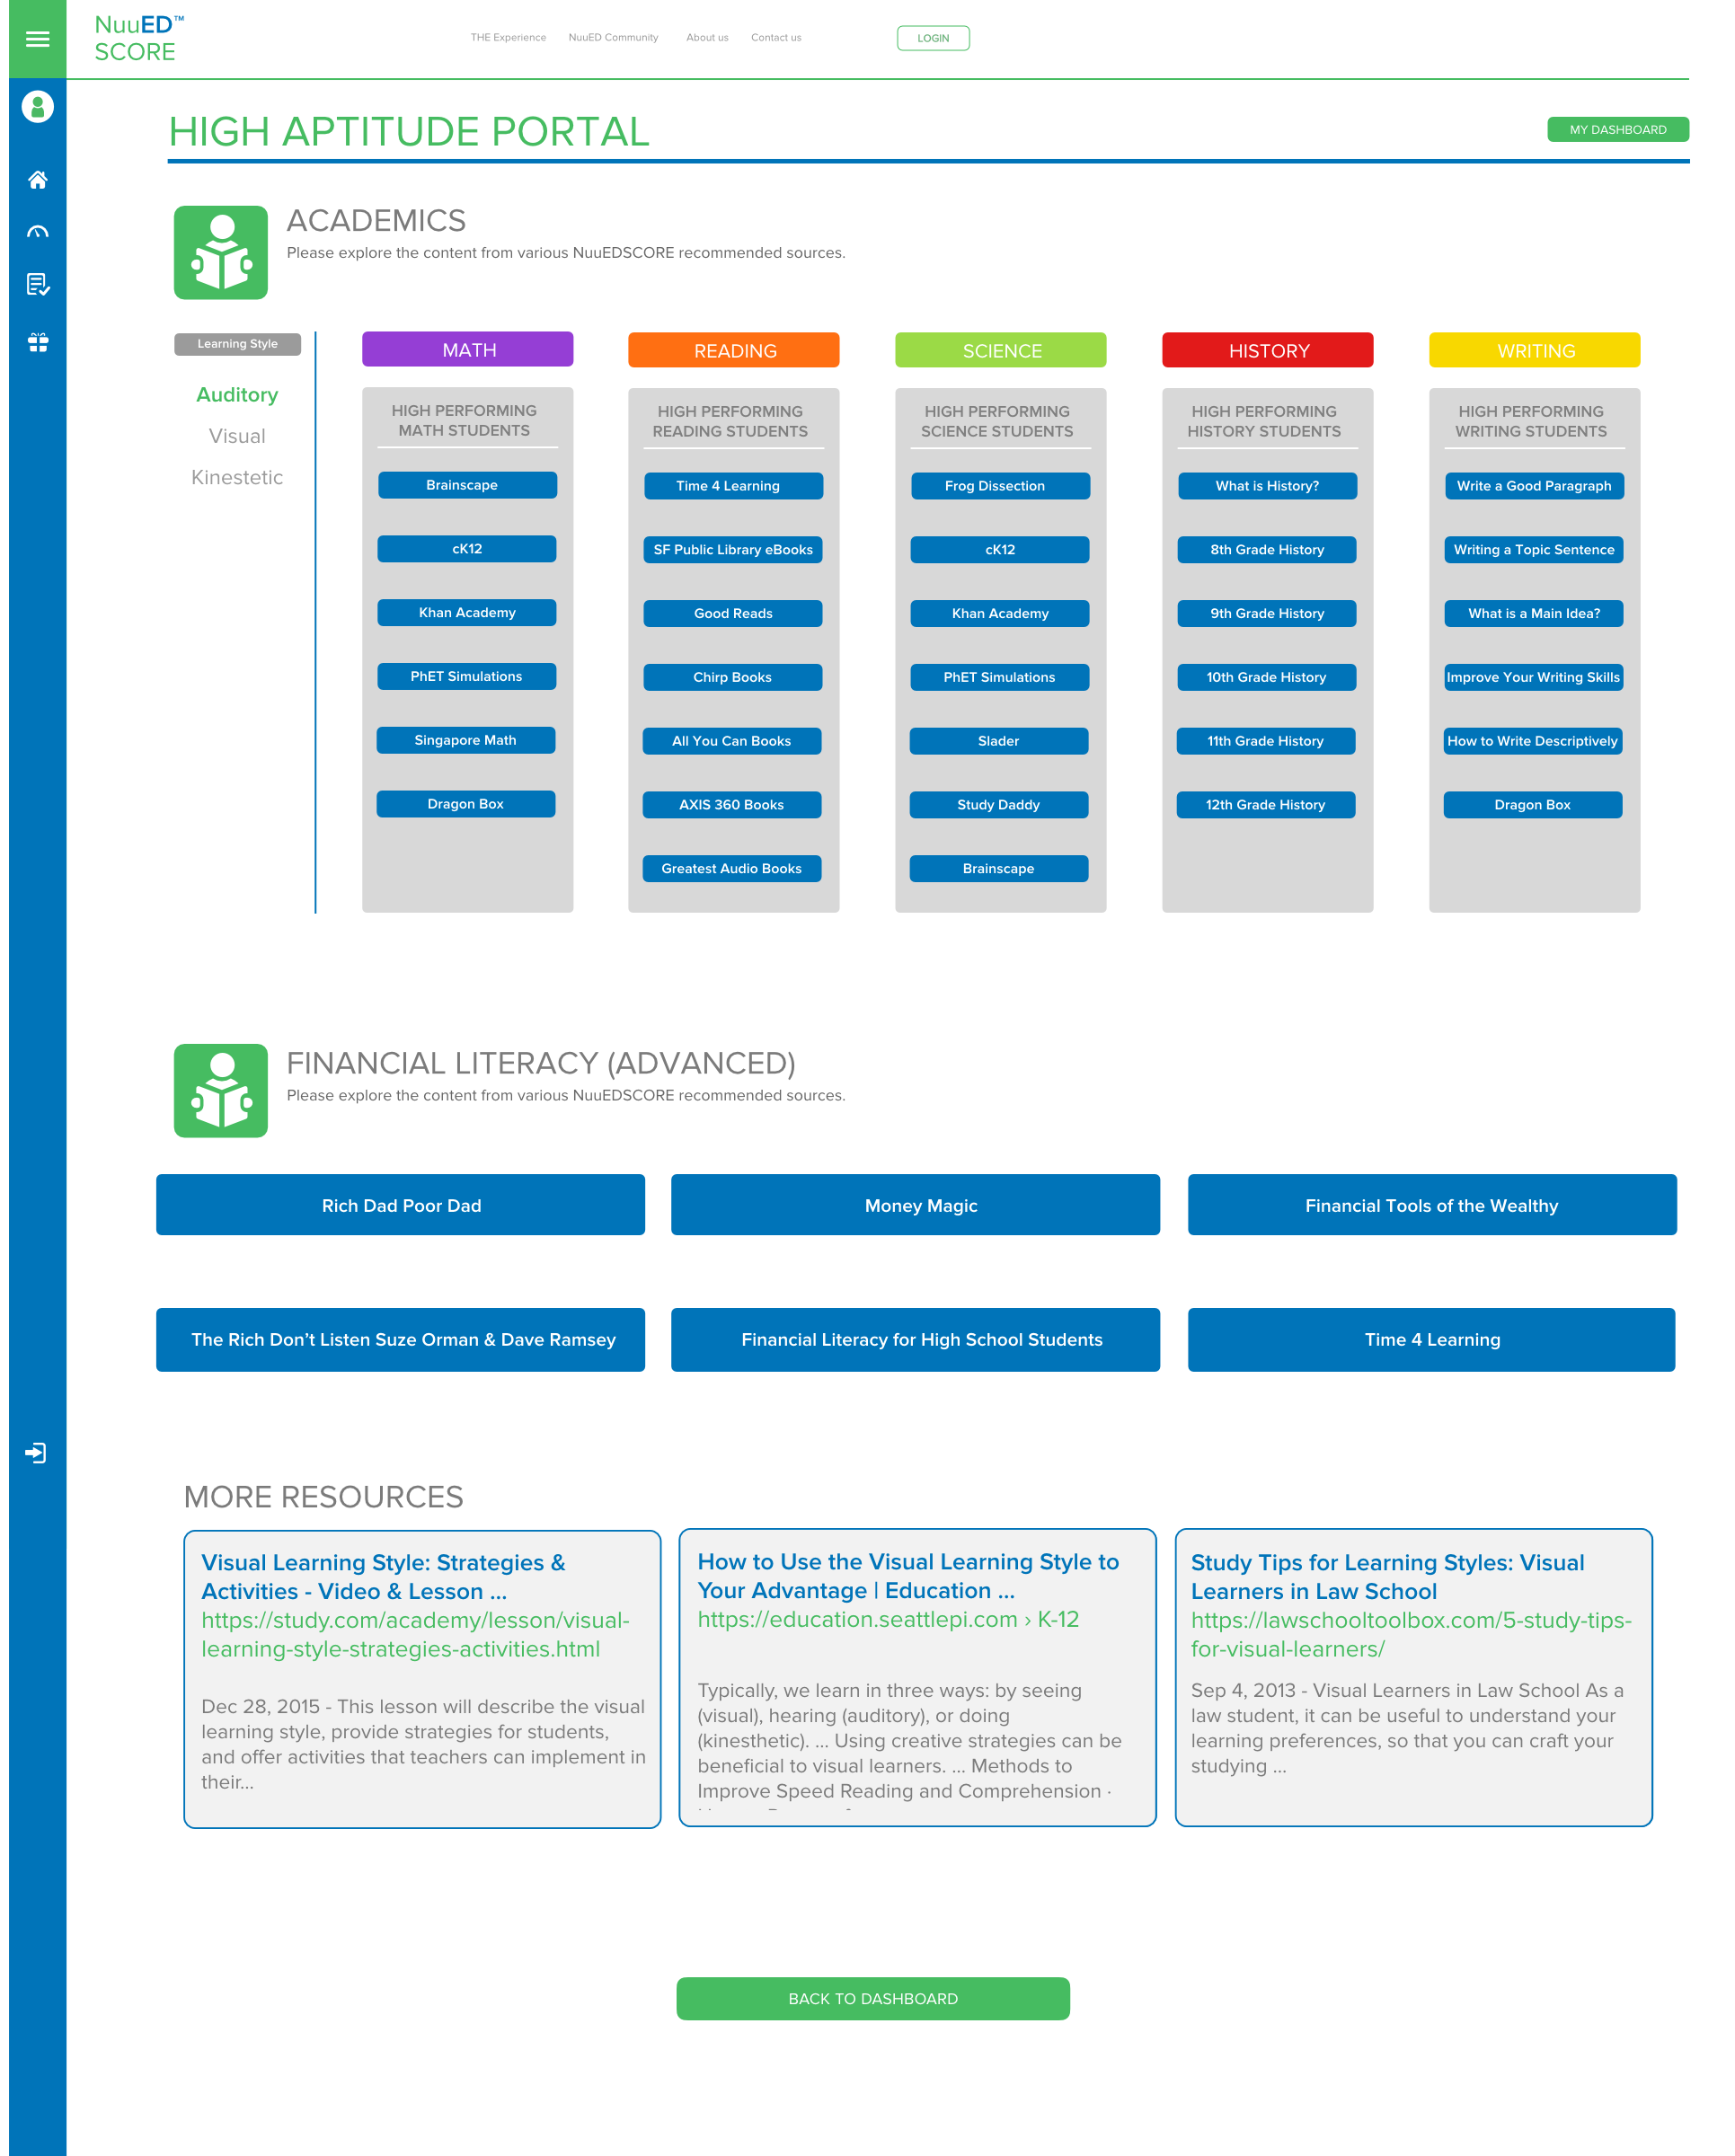 NuuED™
SCORE
THE Experience NuuED Community About us Contact us LOGIN
HIGH APTITUDE PORTAL
MY DASHBOARD
ACADEMICS
Please explore the content from various NuuEDSCORE recommended sources.
Learning Style
Auditory
Visual
Kinestetic
MATH
HIGH PERFORMING
MATH STUDENTS
Brainscape
cK12
Khan Academy
PhET Simulations
Singapore Math
Dragon Box
READING
HIGH PERFORMING
READING STUDENTS
Time 4 Learning
SF Public Library eBooks
Good Reads
Chirp Books
All You Can Books
AXIS 360 Books
Greatest Audio Books
SCIENCE
HIGH PERFORMING
SCIENCE STUDENTS
Frog Dissection
cK12
Khan Academy
PhET Simulations
Slader
Study Daddy
Brainscape
HISTORY
HIGH PERFORMING
HISTORY STUDENTS
What is History?
8th Grade History
9th Grade History
10th Grade History
11th Grade History
12th Grade History
WRITING
HIGH PERFORMING
WRITING STUDENTS
Write a Good Paragraph
Writing a Topic Sentence
What is a Main Idea?
Improve Your Writing Skills
How to Write Descriptively
Dragon Box
FINANCIAL LITERACY (ADVANCED)
Please explore the content from various NuuEDSCORE recommended sources.
Rich Dad Poor Dad
Money Magic
Financial Tools of the Wealthy
The Rich Don’t Listen Suze Orman & Dave Ramsey
Financial Literacy for High School Students
Time 4 Learning
MORE RESOURCES
Visual Learning Style: Strategies &
Activities - Video & Lesson ...
https://study.com/academy/lesson/visual-
learning-style-strategies-activities.html
Dec 28, 2015 - This lesson will describe the visual
learning style, provide strategies for students,
and offer activities that teachers can implement in
their...
How to Use the Visual Learning Style to
Your Advantage | Education ...
https://education.seattlepi.com › K-12
Typically, we learn in three ways: by seeing
(visual), hearing (auditory), or doing
(kinesthetic). ... Using creative strategies can be
beneficial to visual learners. ... Methods to
Improve Speed Reading and Comprehension ·
Study Tips for Learning Styles: Visual
Learners in Law School
https://lawschooltoolbox.com/5-study-tips-
for-visual-learners/
Sep 4, 2013 - Visual Learners in Law School As a
law student, it can be useful to understand your
learning preferences, so that you can craft your
studying ...
BACK TO DASHBOARD